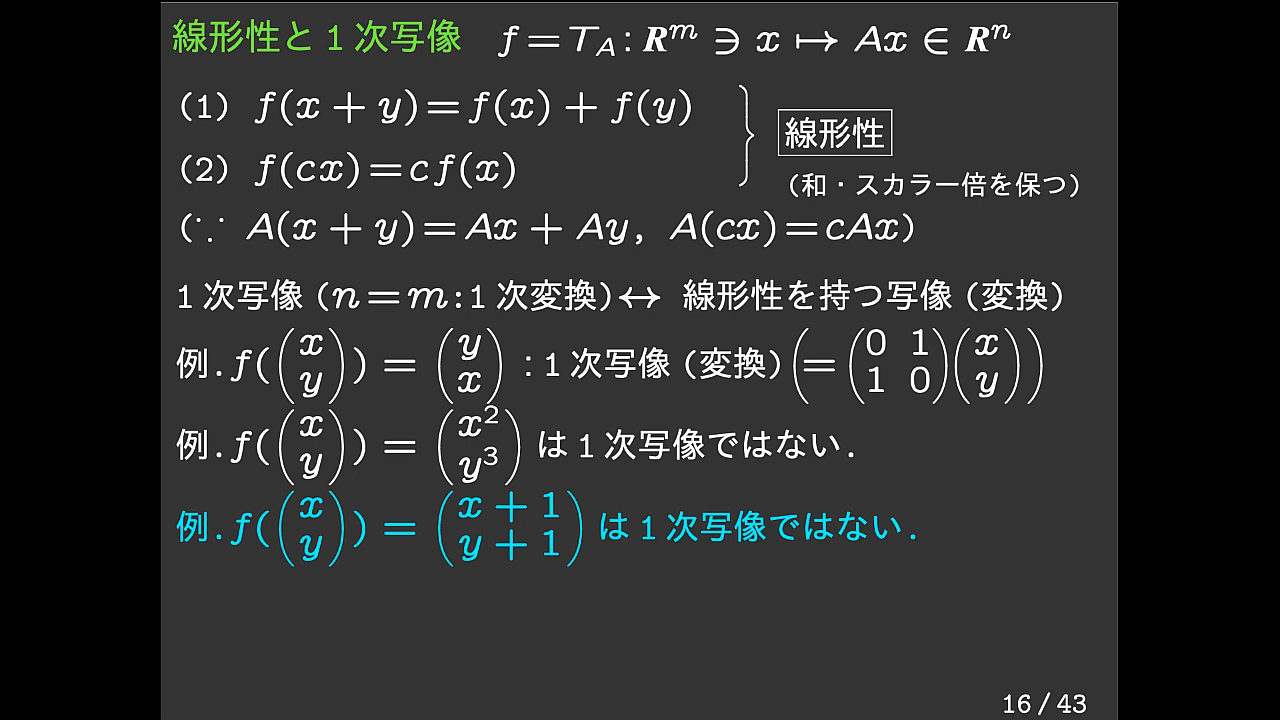 線形性と 1 次写像 f = T_A : R^m ∋ x ↦ Ax ∈ R^n
(1) f(x + y) = f(x) + f(y)
線形性
(2) f(cx) = cf(x)
(和・スカラー倍を保つ)
(∵ A(x + y) = Ax + Ay, A(cx) = cAx)
1 次写像 (n = m : 1 次変換) ↔ 線形性を持つ写像 (変換)
例. f((x y)) = (y x) : 1 次写像 (変換) (= (0 1 1 0)(x y))
例. f((x y)) = (x^2 y^3) は 1 次写像ではない.
例. f((x y)) = (x + 1 y + 1) は 1 次写像ではない.
16 / 43